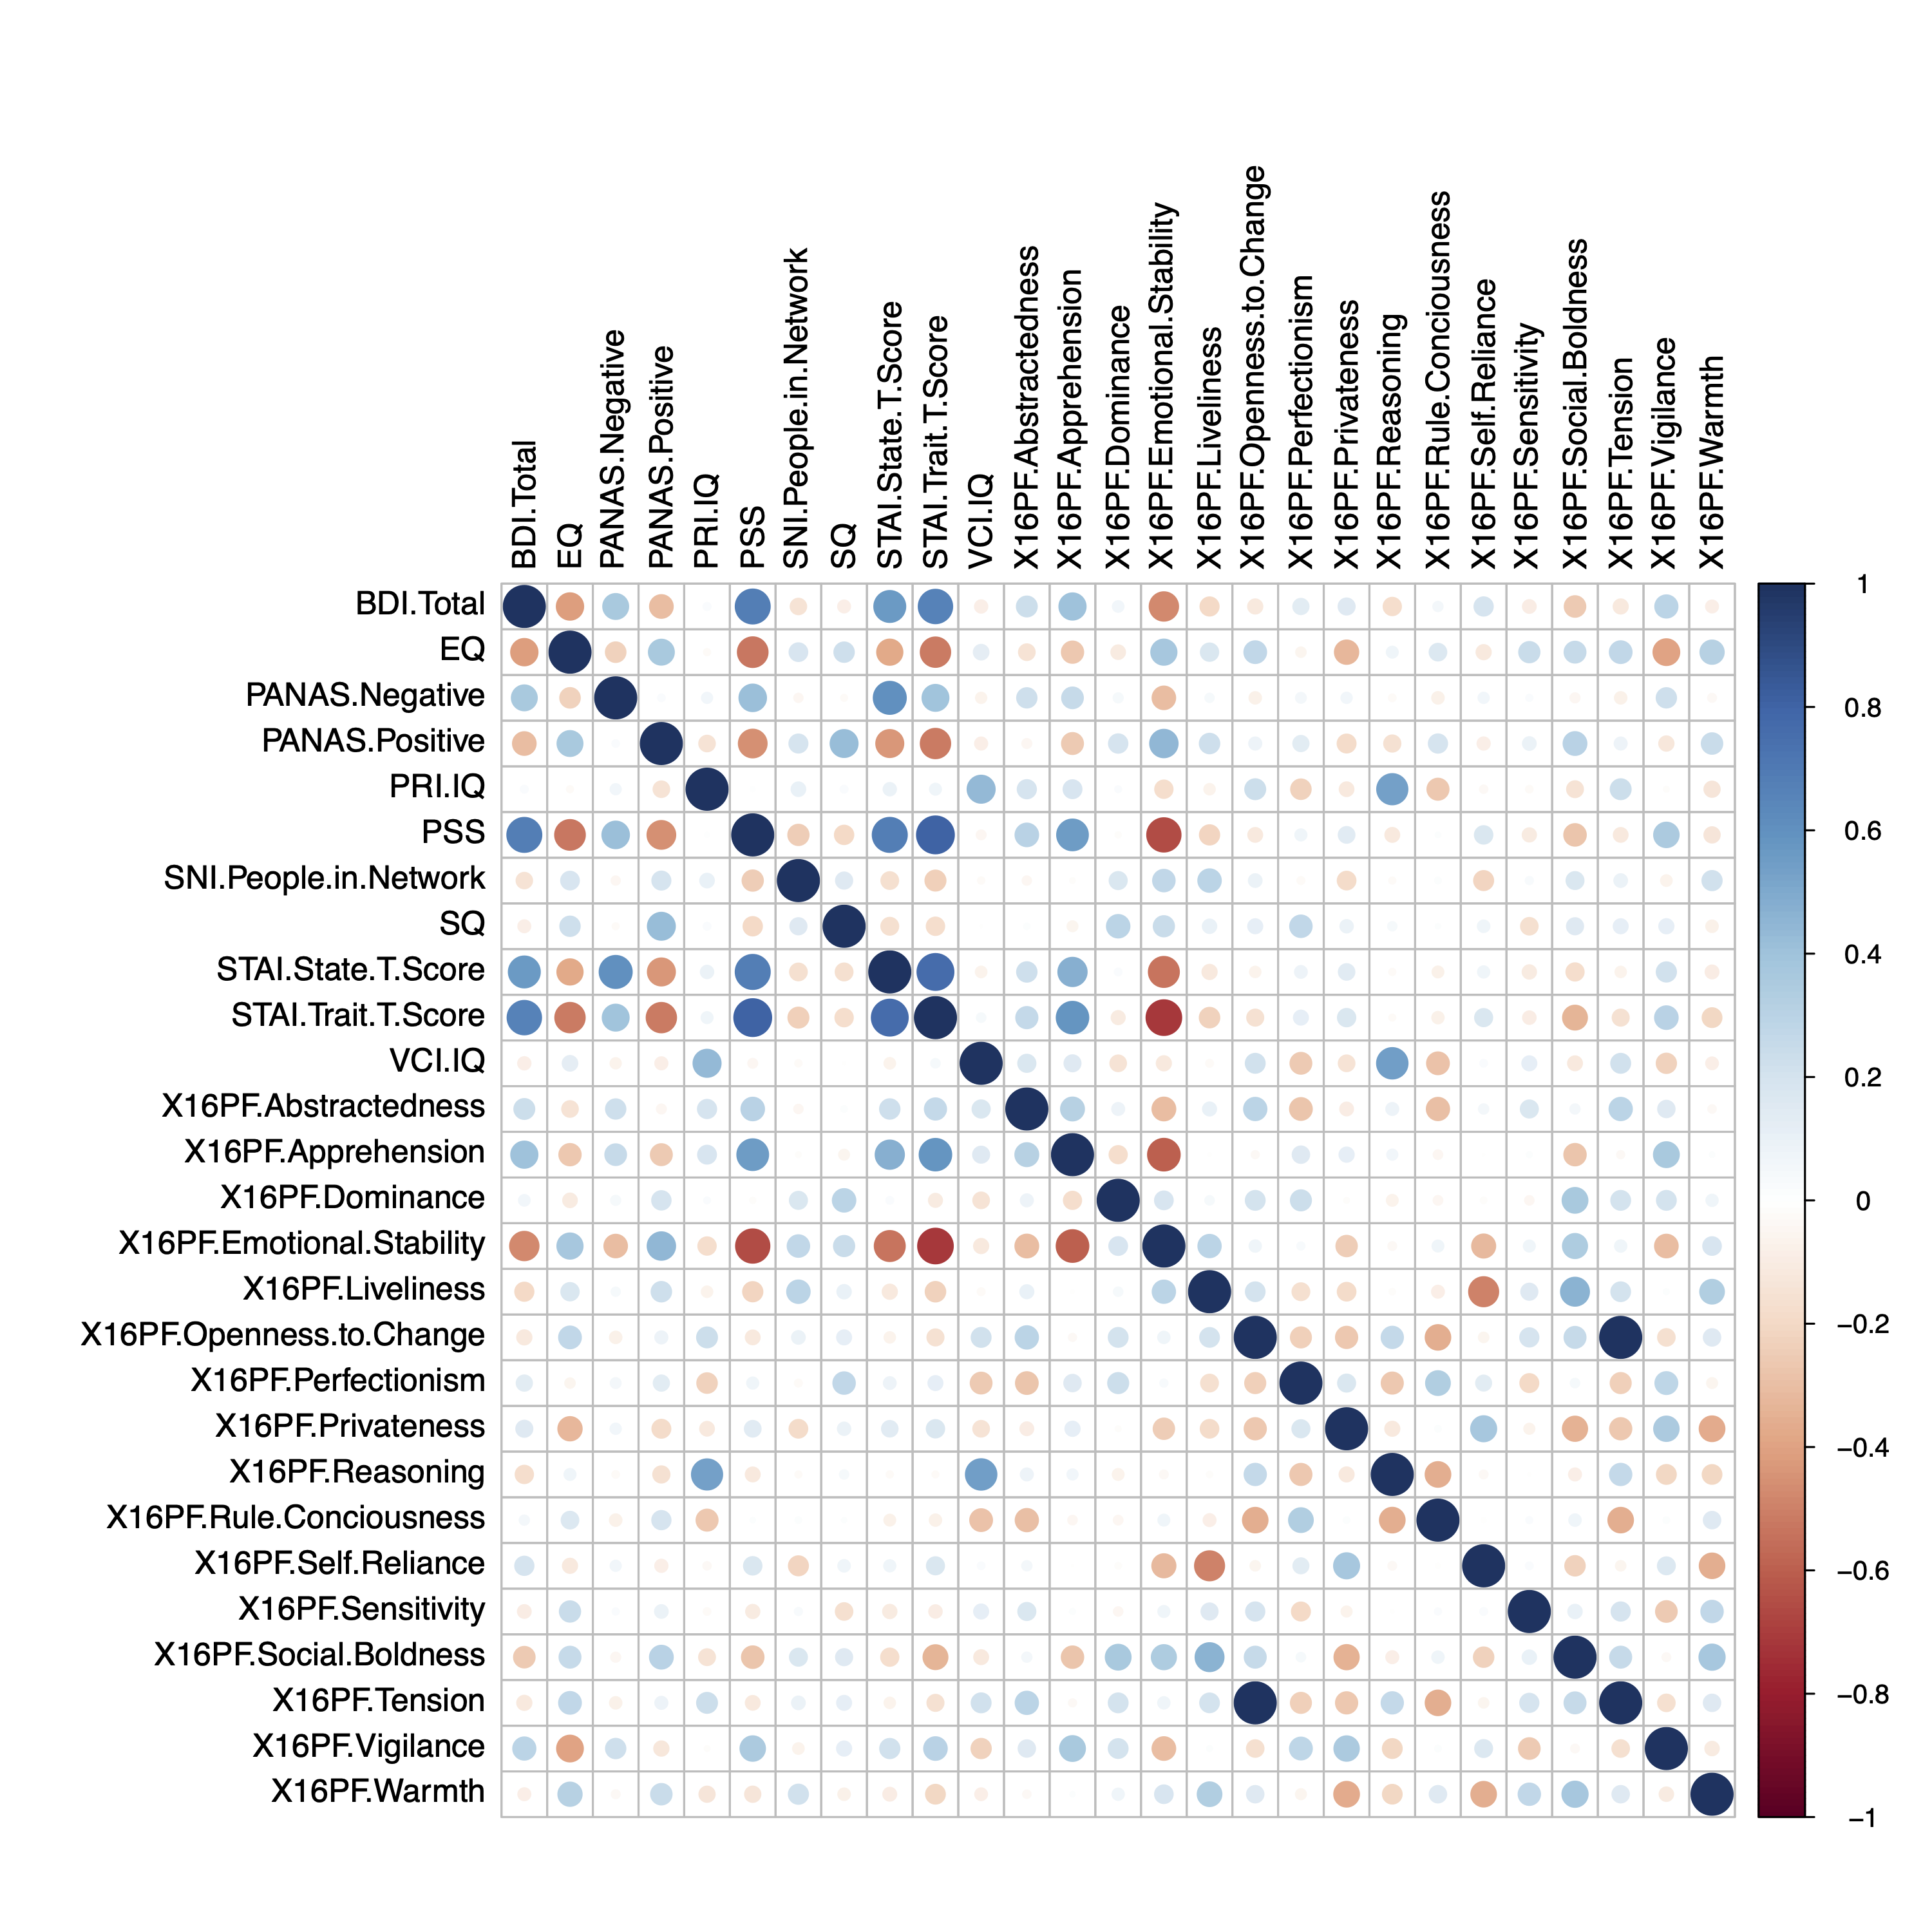 BDI.Total
EQ
PANAS.Negative
PANAS.Positive
PRI.IQ
PSS
SNI.People.in.Network
SQ
STAI.State.T.Score
STAI.Trait.T.Score
VCI.IQ
X16PF.Abstractedness
X16PF.Apprehension
X16PF.Dominance
X16PF.Emotional.Stability
X16PF.Liveliness
X16PF.Openness.to.Change
X16PF.Perfectionism
X16PF.Privateness
X16PF.Reasoning
X16PF.Rule.Conciousness
X16PF.Self.Reliance
X16PF.Sensitivity
X16PF.Social.Boldness
X16PF.Tension
X16PF.Vigilance
X16PF.Warmth
BDI.Total
EQ
PANAS.Negative
PANAS.Positive
PRI.IQ
PSS
SNI.People.in.Network
SQ
STAI.State.T.Score
STAI.Trait.T.Score
VCI.IQ
X16PF.Abstractedness
X16PF.Apprehension
X16PF.Dominance
X16PF.Emotional.Stability
X16PF.Liveliness
X16PF.Openness.to.Change
X16PF.Perfectionism
X16PF.Privateness
X16PF.Reasoning
X16PF.Rule.Conciousness
X16PF.Self.Reliance
X16PF.Sensitivity
X16PF.Social.Boldness
X16PF.Tension
X16PF.Vigilance
X16PF.Warmth
1
0.8
0.6
0.4
0.2
0
−0.2
−0.4
−0.6
−0.8
−1